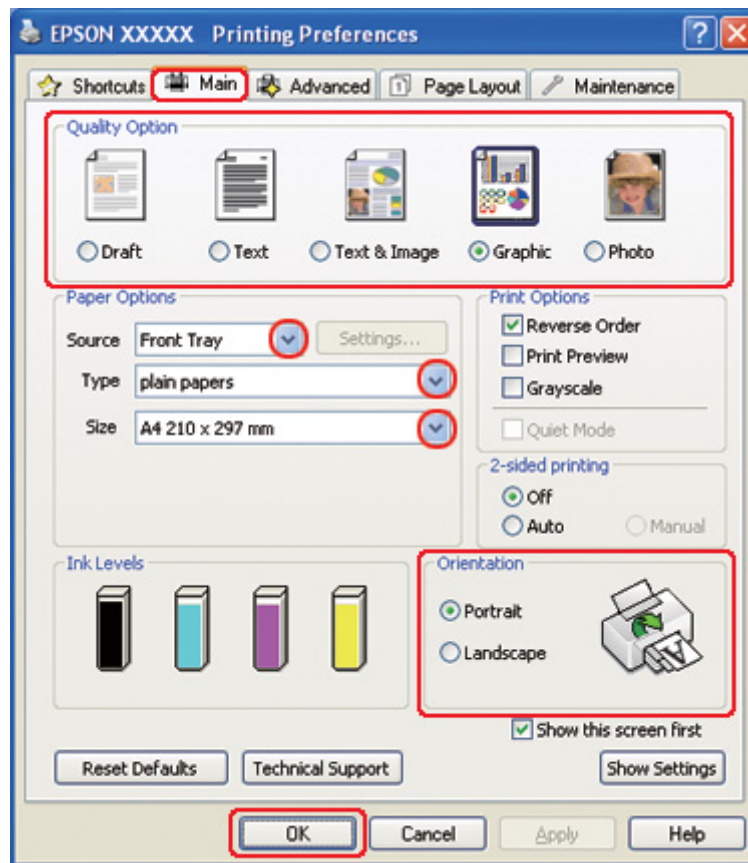 EPSON XXXXX Printing Preferences
Shortcuts Main Advanced 1 Page Layout Maintenance
Quality Option
Draft Text Text & Image Graphic Photo
Paper Options
Source Front Tray Settings...
Type plain papers
Size A4 210 x 297 mm
Print Options
Reverse Order
Print Preview
Grayscale
Quiet Mode
2-sided printing
Off
Auto Manual
Ink Levels
Orientation
Portrait
Landscape
A
Show this screen first
Reset Defaults Technical Support Show Settings
OK Cancel Apply Help